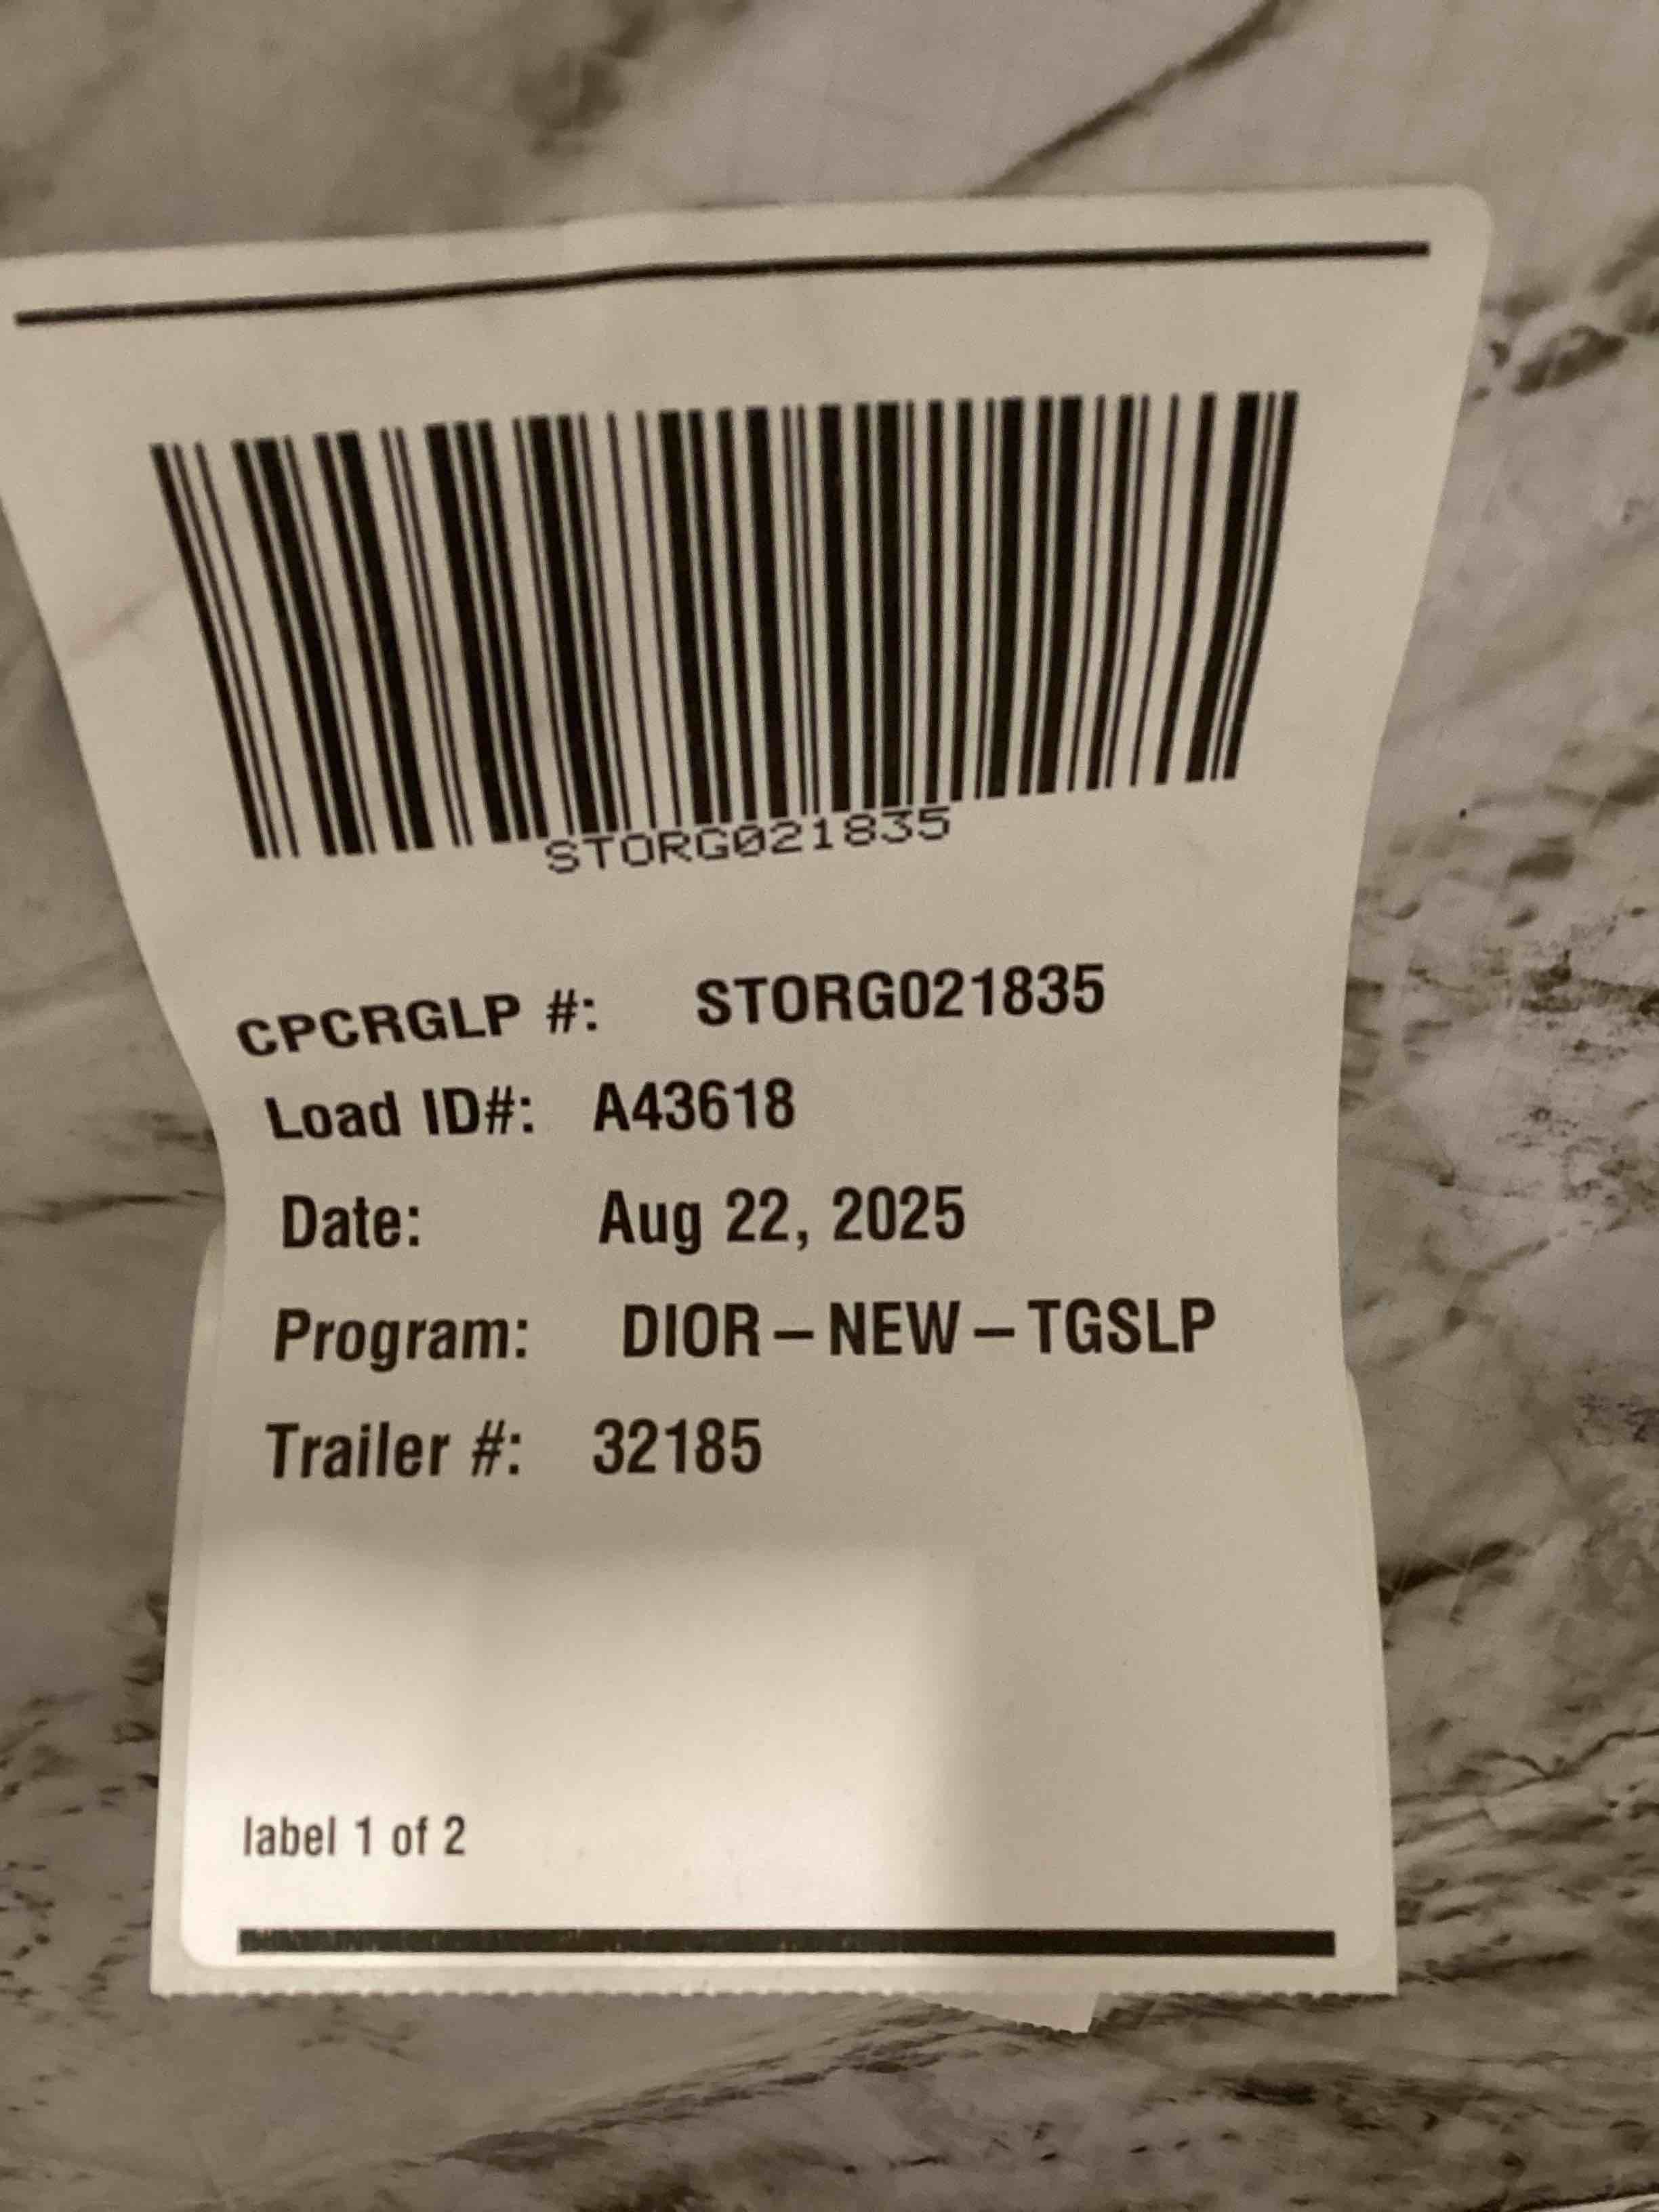 STORG021835
CPCRGLP #: STORG021835
Load ID#: A43618
Date: Aug 22, 2025
Program: DIOR – NEW – TGSLP
Trailer #: 32185
label 1 of 2